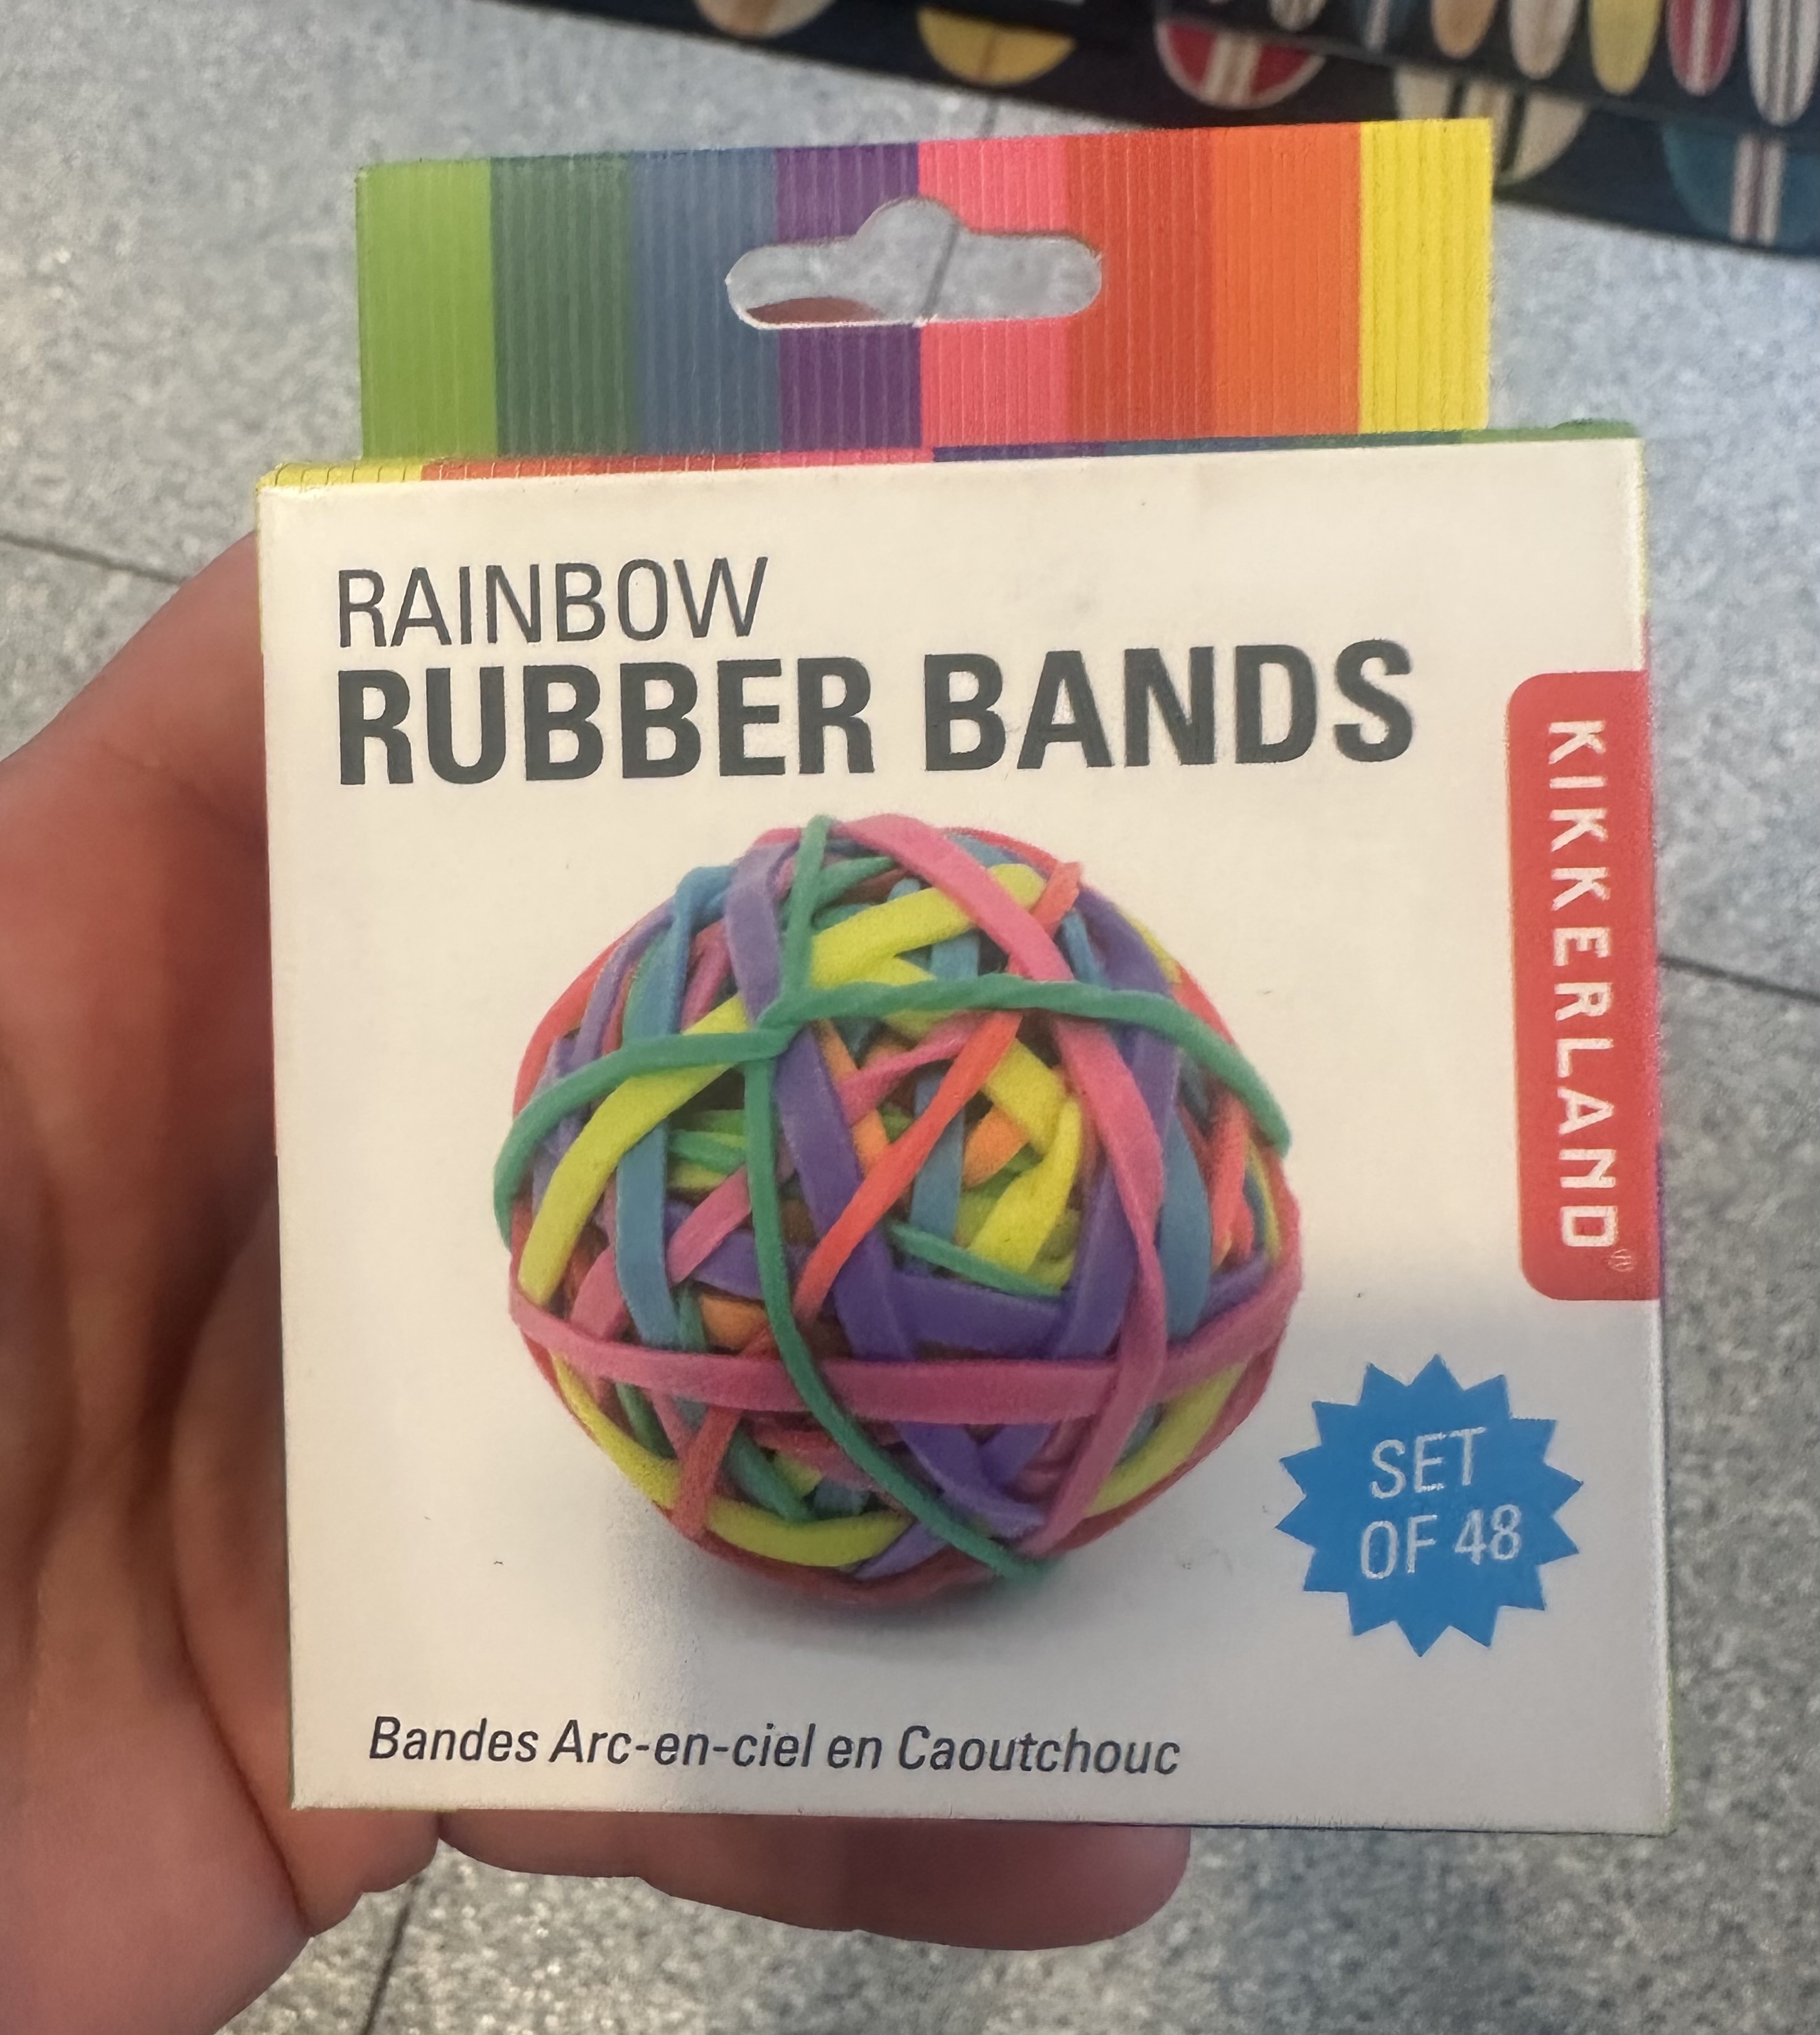 RAINBOW
RUBBER BANDS
KIKKERLAND®
SET
OF 48
Bandes Arc-en-ciel en Caoutchouc